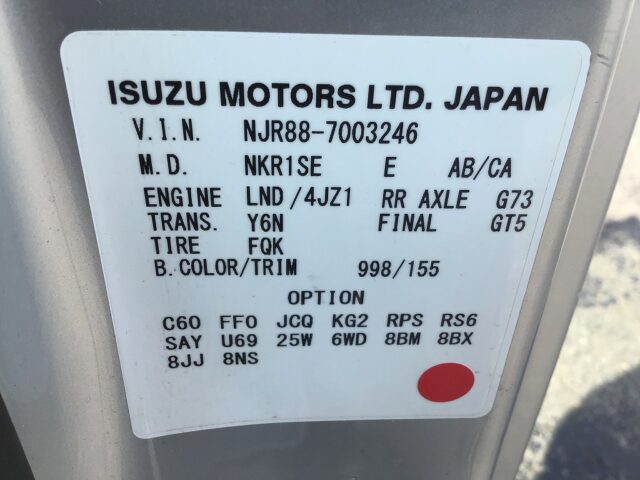 ISUZU MOTORS LTD. JAPAN
V.I.N. NJR88-7003246
M.D. NKR1SE E AB/CA
ENGINE LND/4JZ1 RR AXLE G73
TRANS. Y6N FINAL GT5
TIRE FQK
B.COLOR/TRIM 998/155
OPTION
C60 FF0 JCQ KG2 RPS RS6
SAY U69 25W 6WD 8BM 8BX
8JJ 8NS